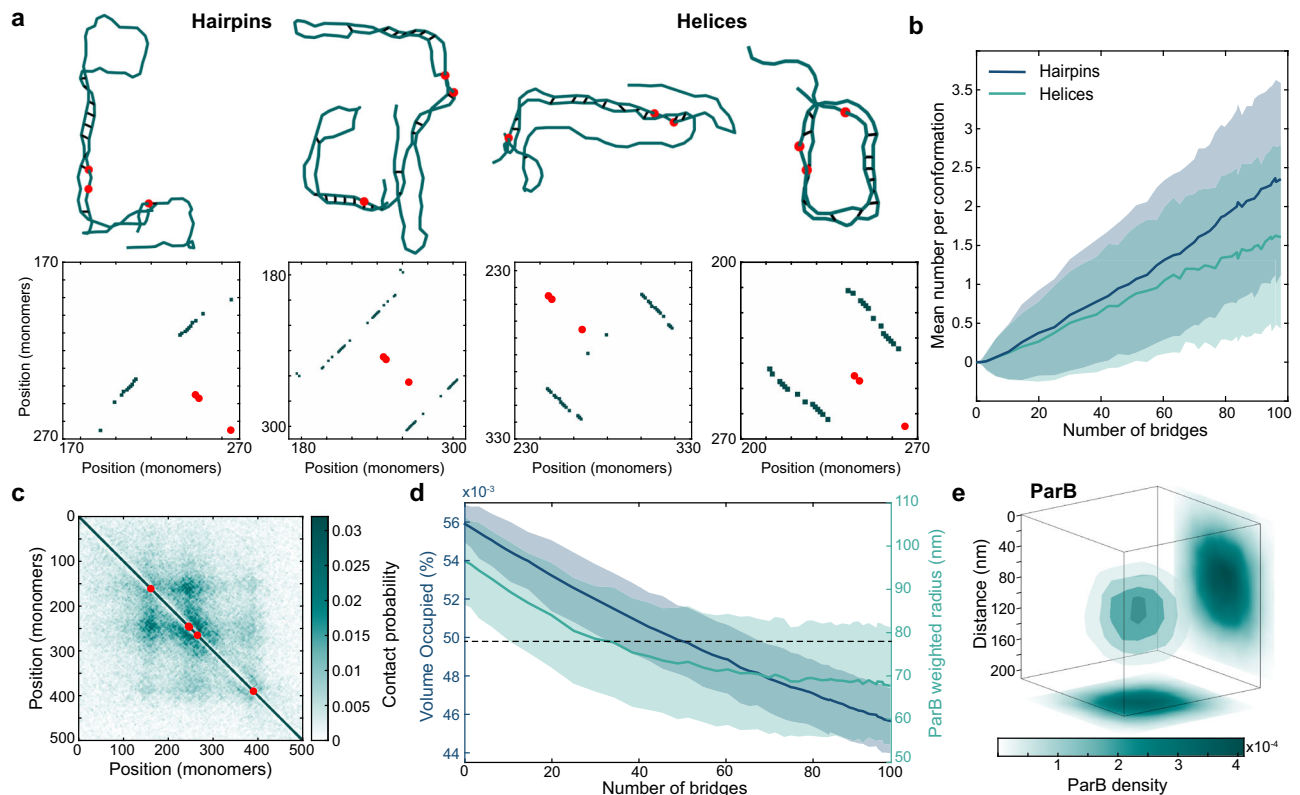 a
Hairpins
Helices
170
270
170
270
Position (monomers)
Position (monomers)
180
300
180
300
Position (monomers)
230
330
230
330
Position (monomers)
200
270
200
270
Position (monomers)
b
Hairpins
Helices
3.5
3
2.5
2
1.5
1
0.5
0
Mean number per conformation
0
20
40
60
80
100
Number of bridges
c
0
100
200
300
400
500
Position (monomers)
0
100
200
300
400
500
Position (monomers)
0.03
0.025
0.02
0.015
0.01
0.005
0
Contact probability
d
x10⁻³
56
54
52
50
48
46
44
Volume Occupied (%)
110
100
90
80
70
60
50
ParB weighted radius (nm)
0
20
40
60
80
100
Number of bridges
e
ParB
0
40
80
120
160
200
Distance (nm)
1
2
3
4
x10⁻⁴
ParB density